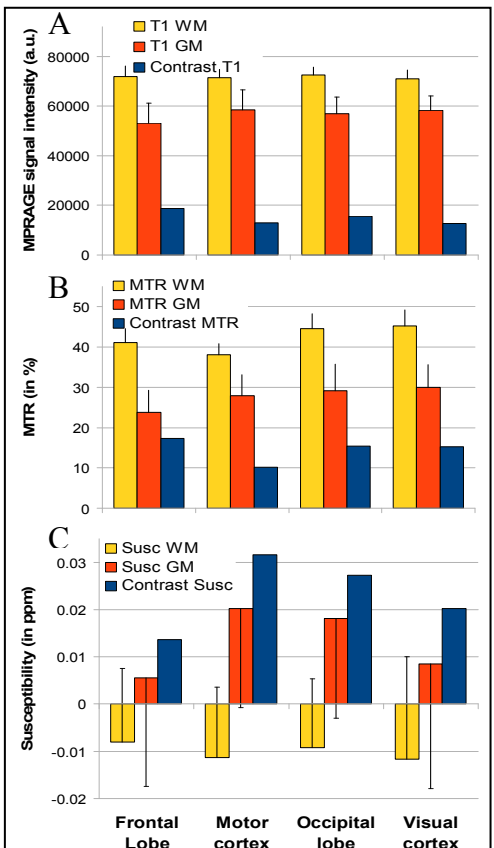 A
T1 WM
T1 GM
Contrast T1
MPRAGE signal intensity (a.u.)
80000
60000
40000
20000
0
B
MTR WM
MTR GM
Contrast MTR
MTR (in %)
50
40
30
20
10
0
C
Susc WM
Susc GM
Contrast Susc
Susceptibility (in ppm)
0.03
0.02
0.01
0
-0.01
-0.02
Frontal Motor Occipital Visual
Lobe cortex lobe cortex